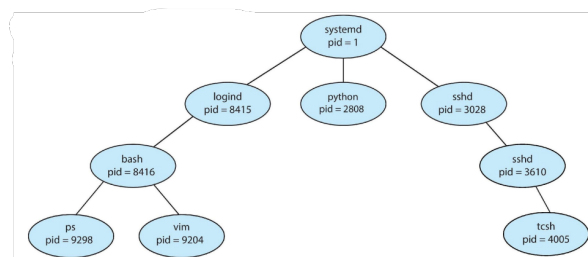 systemd
pid = 1
logind
pid = 8415
python
pid = 2808
sshd
pid = 3028
bash
pid = 8416
sshd
pid = 3610
ps
pid = 9298
vim
pid = 9204
tcsh
pid = 4005